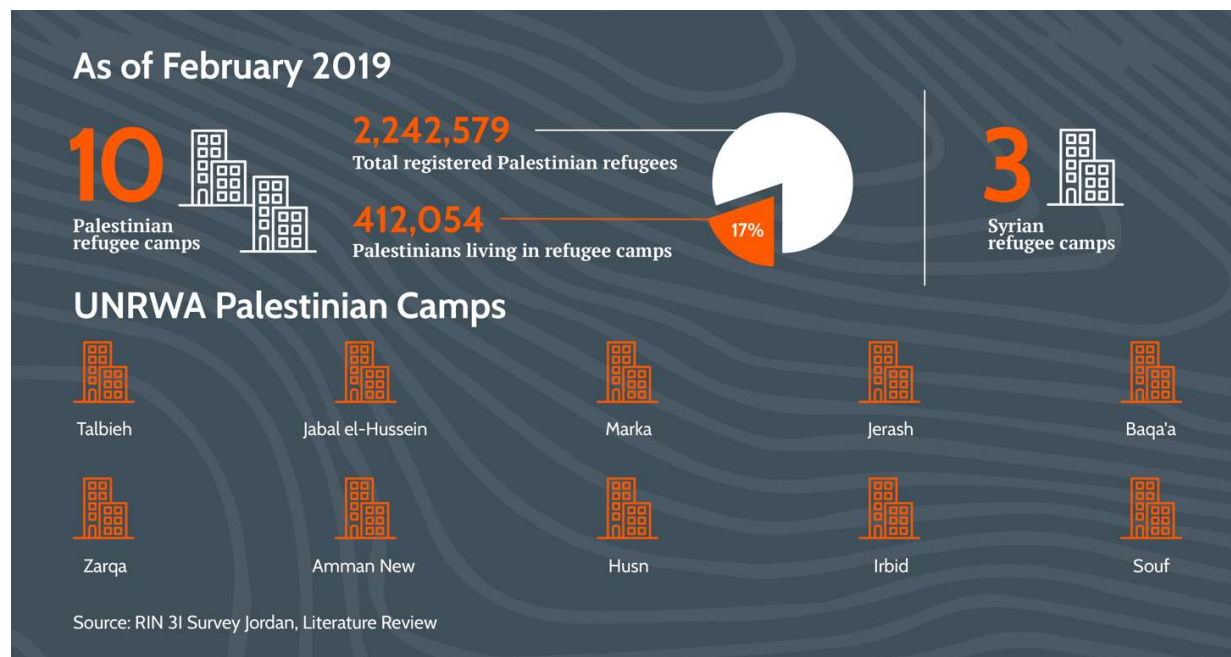 As of February 2019
10
Palestinian
refugee camps
2,242,579
Total registered Palestinian refugees
412,054
Palestinians living in refugee camps
17%
3
Syrian
refugee camps
UNRWA Palestinian Camps
Talbieh
Jabal el-Hussein
Marka
Jerash
Baqa'a
Zarqa
Amman New
Husn
Irbid
Souf
Source: RIN 3I Survey Jordan, Literature Review